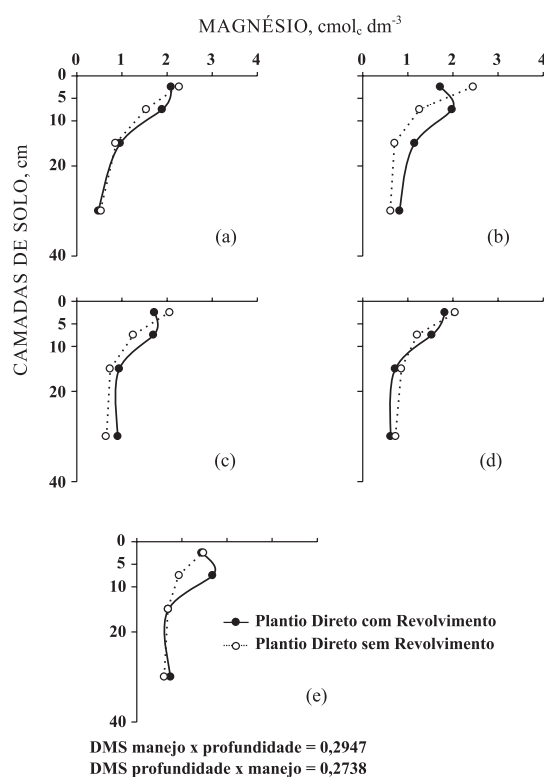 MAGNÉSIO, cmolc dm-3
0 1 2 3 4 0 1 2 3 4
CAMADAS DE SOLO, cm
0
5
10
20
40
(a)
0
5
10
20
40
(b)
0
5
10
20
40
(c)
0
5
10
20
40
(d)
0
5
10
20
40
Plantio Direto com Revolvimento
Plantio Direto sem Revolvimento
(e)
DMS manejo x profundidade = 0,2947
DMS profundidade x manejo = 0,2738